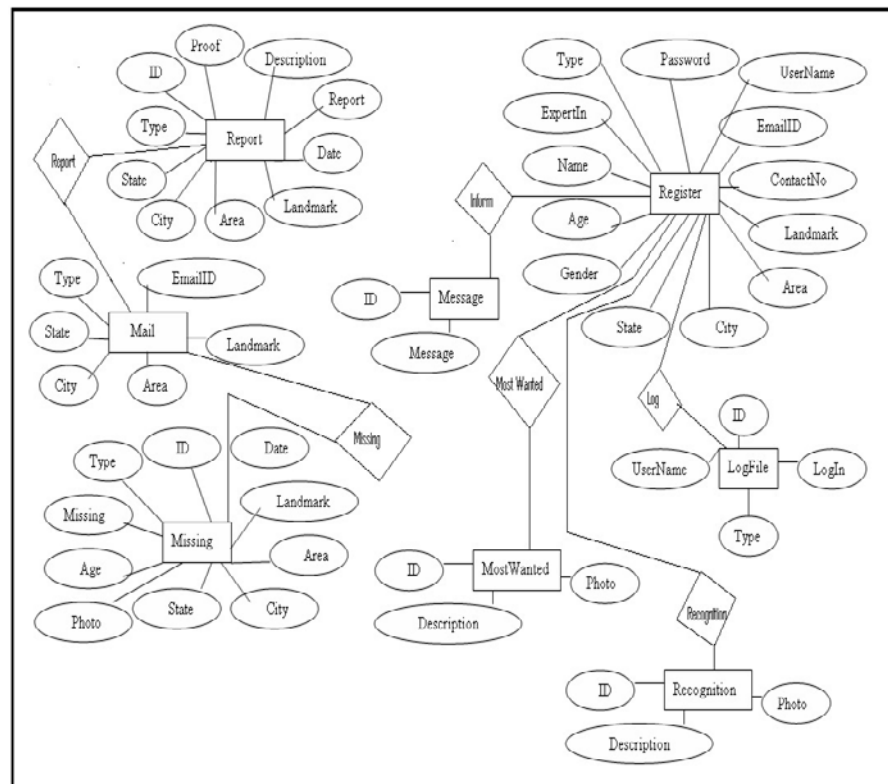 Proof
ID
Description
Report
Type
Report
Date
State
City
Area
Landmark
Report
Type
EmailID
State
Mail
Landmark
City
Area
Missing
ID
Date
Type
Landmark
Missing
Missing
Area
Age
Photo
State
City
Type
Password
UserName
ExpertIn
EmailID
Name
Register
ContactNo
Age
Landmark
Gender
Area
State
City
Inform
ID
Message
Message
Most Wanted
Log
ID
UserName
LogFile
LogIn
Type
ID
MostWanted
Photo
Description
Recognition
ID
Recognition
Photo
Description